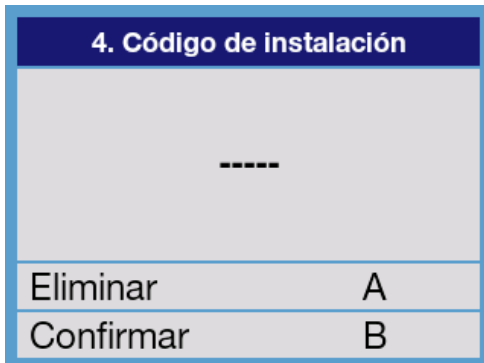 4. Código de instalación
-----
Eliminar A
Confirmar B